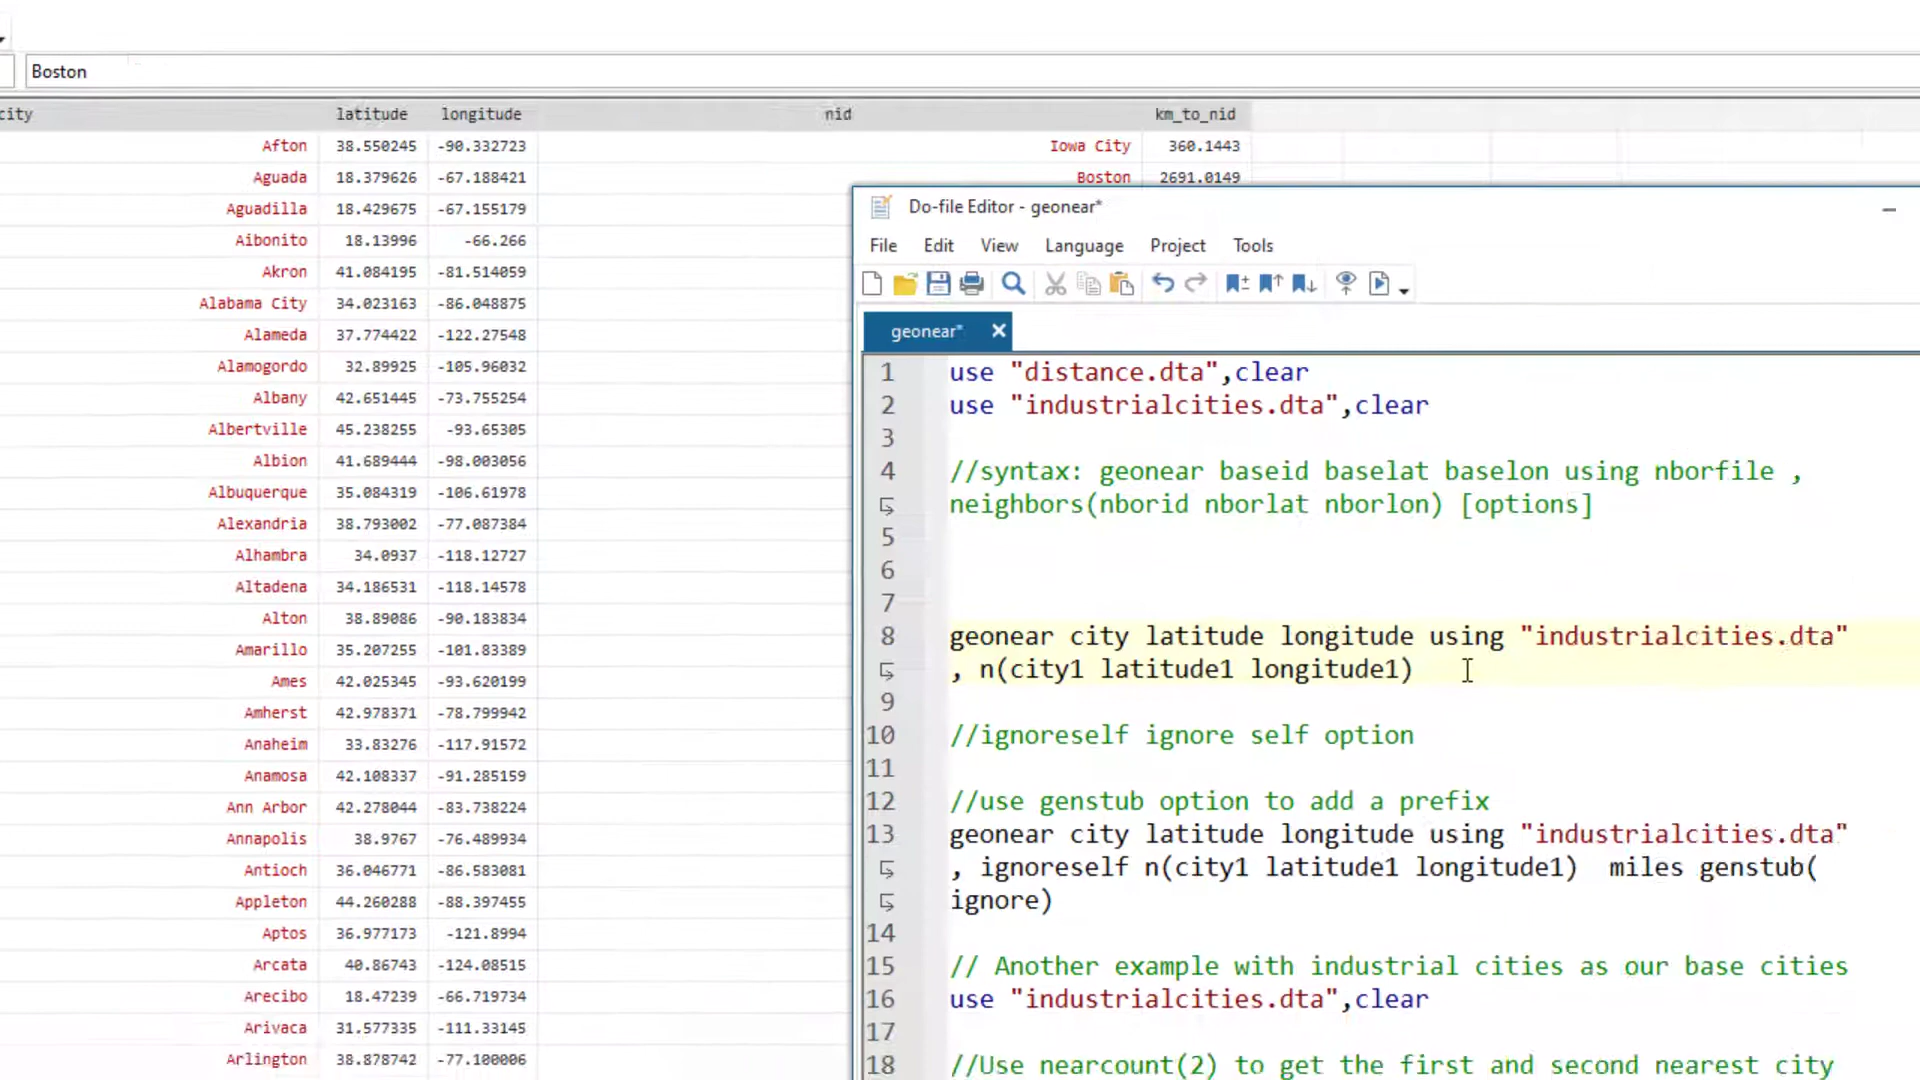 Boston
city latitude longitude nid km_to_nid
Afton 38.550245 -90.332723 Iowa City 360.1443
Aguada 18.379626 -67.188421 Boston 2691.0149
Aguadilla 18.429675 -67.155179
Aibonito 18.13996 -66.266
Akron 41.084195 -81.514059
Alabama City 34.023163 -86.048875
Alameda 37.774422 -122.27548
Alamogordo 32.89925 -105.96032
Albany 42.651445 -73.755254
Albertville 45.238255 -93.65305
Albion 41.689444 -98.003056
Albuquerque 35.084319 -106.61978
Alexandria 38.793002 -77.087384
Alhambra 34.0937 -118.12727
Altadena 34.186531 -118.14578
Alton 38.89086 -90.183834
Amarillo 35.207255 -101.83389
Ames 42.025345 -93.620199
Amherst 42.978371 -78.799942
Anaheim 33.83276 -117.91572
Anamosa 42.108337 -91.285159
Ann Arbor 42.278044 -83.738224
Annapolis 38.9767 -76.489934
Antioch 36.046771 -86.583081
Appleton 44.260288 -88.397455
Aptos 36.977173 -121.8994
Arcata 40.86743 -124.08515
Arecibo 18.47239 -66.719734
Arivaca 31.577335 -111.33145
Arlington 38.878742 -77.100006
Do-file Editor - geonear*
File Edit View Language Project Tools
geonear*
1 use "distance.dta",clear
2 use "industrialcities.dta",clear
3
4 //syntax: geonear baseid baselat baselon using nborfile ,
neighbors(nborid nborlat nborlon) [options]
5
6
7
8 geonear city latitude longitude using "industrialcities.dta"
, n(city1 latitude1 longitude1)
9
10 //ignoreself ignore self option
11
12 //use genstub option to add a prefix
13 geonear city latitude longitude using "industrialcities.dta"
, ignoreself n(city1 latitude1 longitude1)  miles genstub(
ignore)
14
15 // Another example with industrial cities as our base cities
16 use "industrialcities.dta",clear
17
18 //Use nearcount(2) to get the first and second nearest city